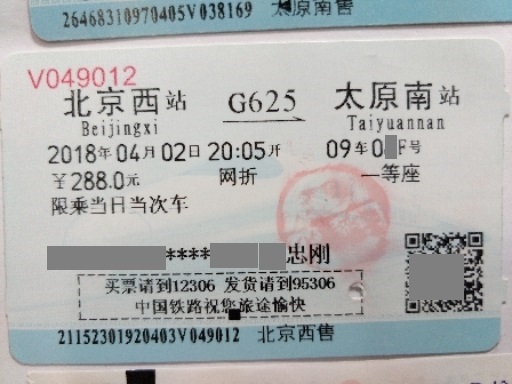 26468310970405V038169 太原南售
V049012
北京西站 G625 太原南站
Beijingxi Taiyuannan
2018年04月02日20:05开 09车0 F号
￥288.0元 网折 一等座
限乘当日当次车
**** 忠刚
买票请到12306 发货请到95306
中国铁路祝您旅途愉快
21152301920403V049012 北京西售